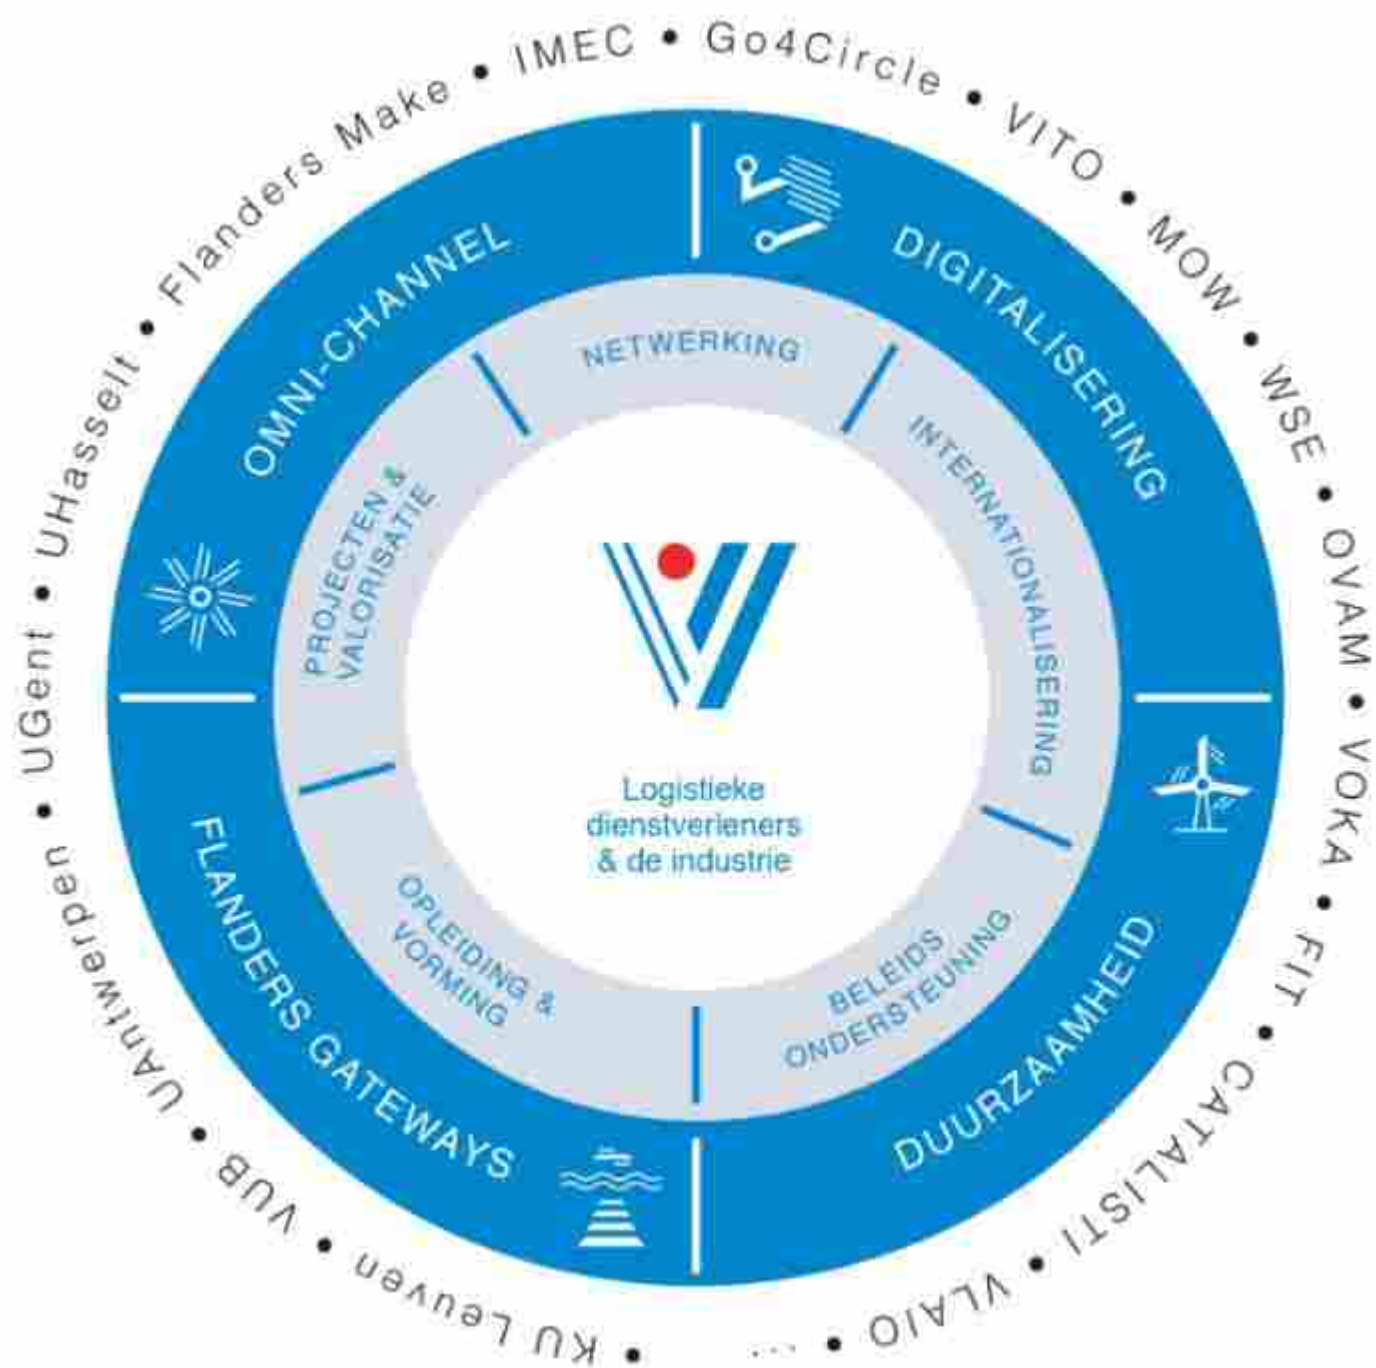 IMEC • Go4Circle • VITO • MOW • WSE • OVAM • VOKA • FIT • CATALISTI • VLAIO • ... • KU Leuven • VUB • UAntwerpen • UGent • UHasselt • Flanders Make •
OMNI-CHANNEL
DIGITALISERING
DUURZAAMHEID
FLANDERS GATEWAYS
NETWERKING
INTERNATIONALISERING
BELEIDS
ONDERSTEUNING
OPLEIDING &
VORMING
PROJECTEN &
VALORISATIE
Logistieke
dienstverleners
& de industrie